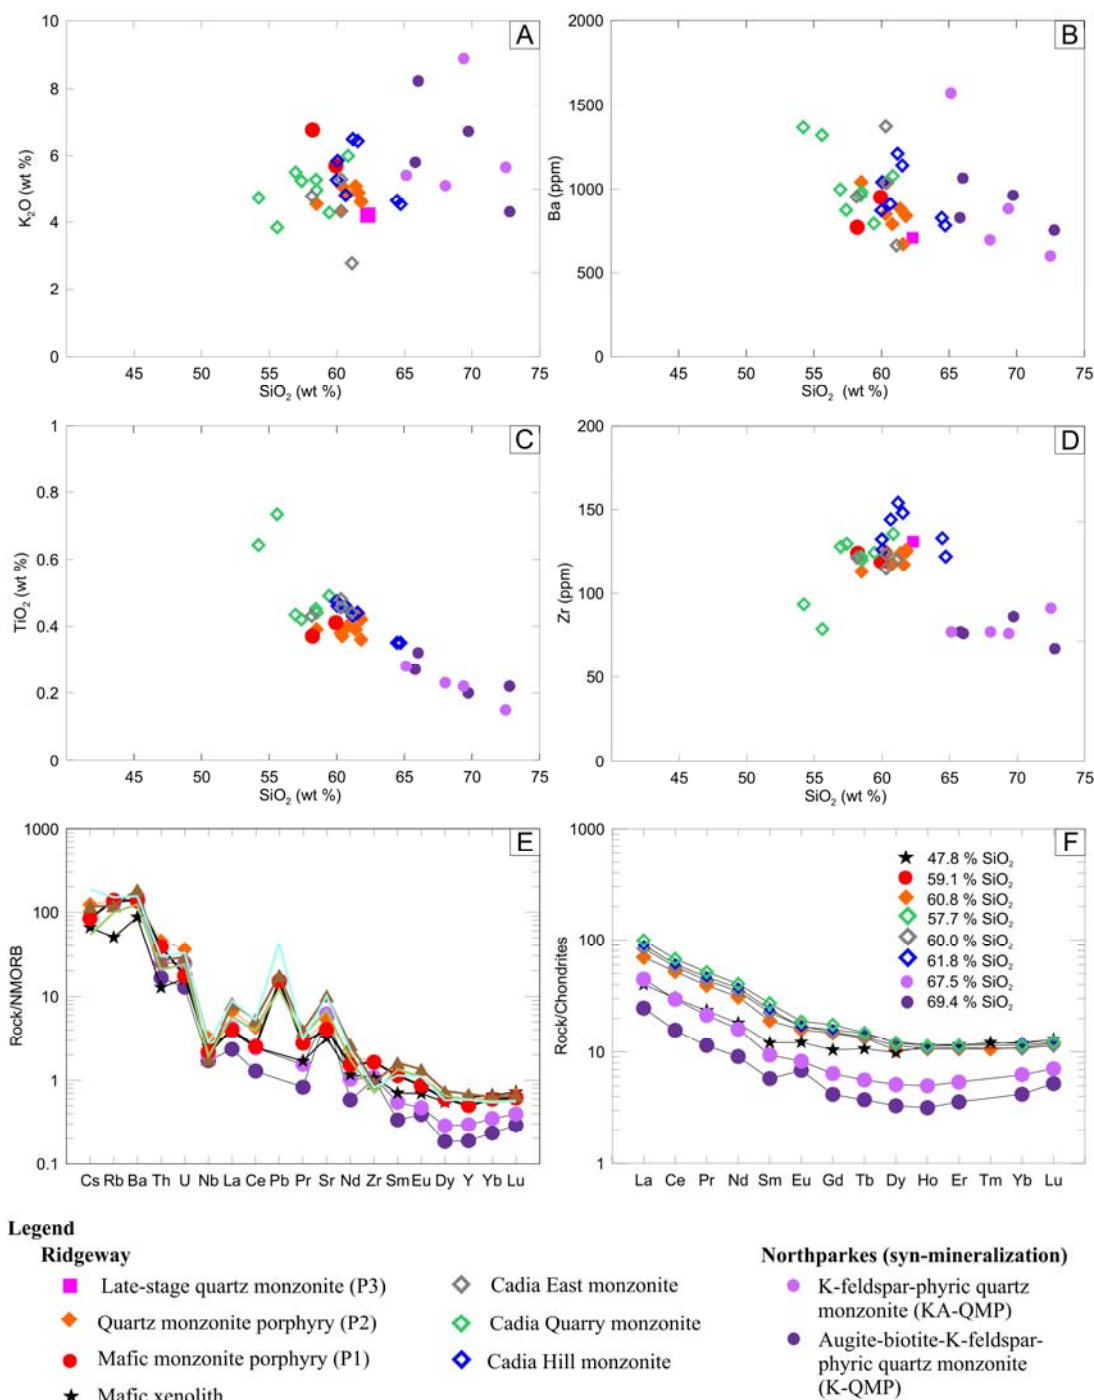 A
10
8
6
4
2
0
K₂O (wt %)
45 50 55 60 65 70 75
SiO₂ (wt %)
B
2000
1500
1000
500
0
Ba (ppm)
45 50 55 60 65 70 75
SiO₂ (wt %)
C
1
0.8
0.6
0.4
0.2
0
TiO₂ (wt %)
45 50 55 60 65 70 75
SiO₂ (wt %)
D
200
150
100
50
0
Zr (ppm)
45 50 55 60 65 70 75
SiO₂ (wt %)
E
1000
100
10
1
0.1
Rock/NMORB
Cs Rb Ba Th U Nb La Ce Pb Pr Sr Nd Zr Sm Eu Dy Y Yb Lu
F
1000
100
10
1
Rock/Chondrites
47.8 % SiO₂
59.1 % SiO₂
60.8 % SiO₂
57.7 % SiO₂
60.0 % SiO₂
61.8 % SiO₂
67.5 % SiO₂
69.4 % SiO₂
La Ce Pr Nd Sm Eu Gd Tb Dy Ho Er Tm Yb Lu
Legend
Ridgeway
Late-stage quartz monzonite (P3)
Quartz monzonite porphyry (P2)
Mafic monzonite porphyry (P1)
Mafic xenolith
Cadia East monzonite
Cadia Quarry monzonite
Cadia Hill monzonite
Northparkes (syn-mineralization)
K-feldspar-phyric quartz
monzonite (KA-QMP)
Augite-biotite-K-feldspar-
phyric quartz monzonite
(K-QMP)